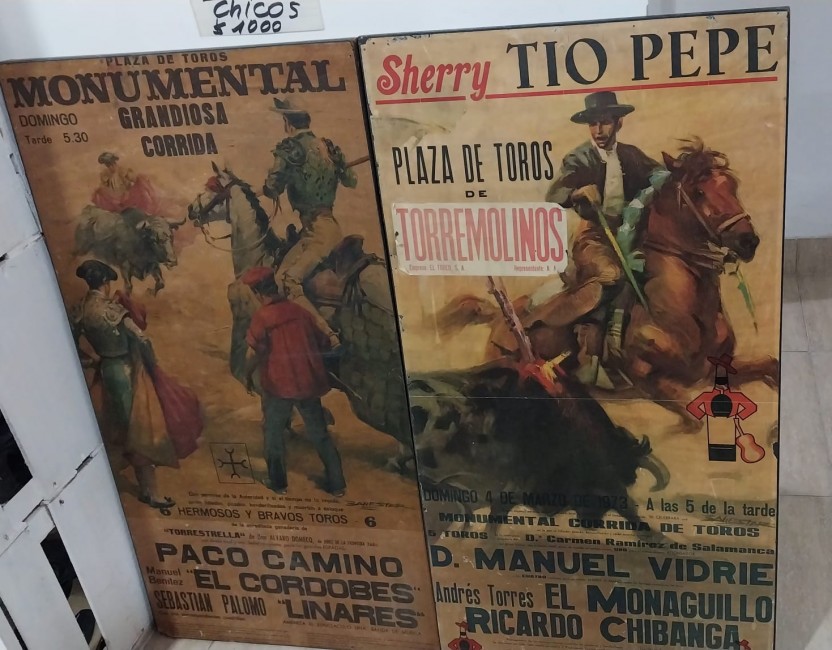 CHICOS
$ 1000
PLAZA DE TOROS
MONUMENTAL
DOMINGO
Tarde 5.30
GRANDIOSA
CORRIDA
6 HERMOSOS Y BRAVOS TOROS 6
"TORRESTRELLA"
PACO CAMINO
Manuel Benitez "EL CORDOBES"
SEBASTIAN PALOMO "LINARES"
Sherry TIO PEPE
PLAZA DE TOROS
DE
TORREMOLINOS
DOMINGO 4 DE MARZO DE 1973 - A las 5 de la tarde
MONUMENTAL CORRIDA DE TOROS
TOROS D.ª Carmen Ramirez de Salamanca
D. MANUEL VIDRIE
Andrés Torres EL MONAGUILLO
RICARDO CHIBANGA